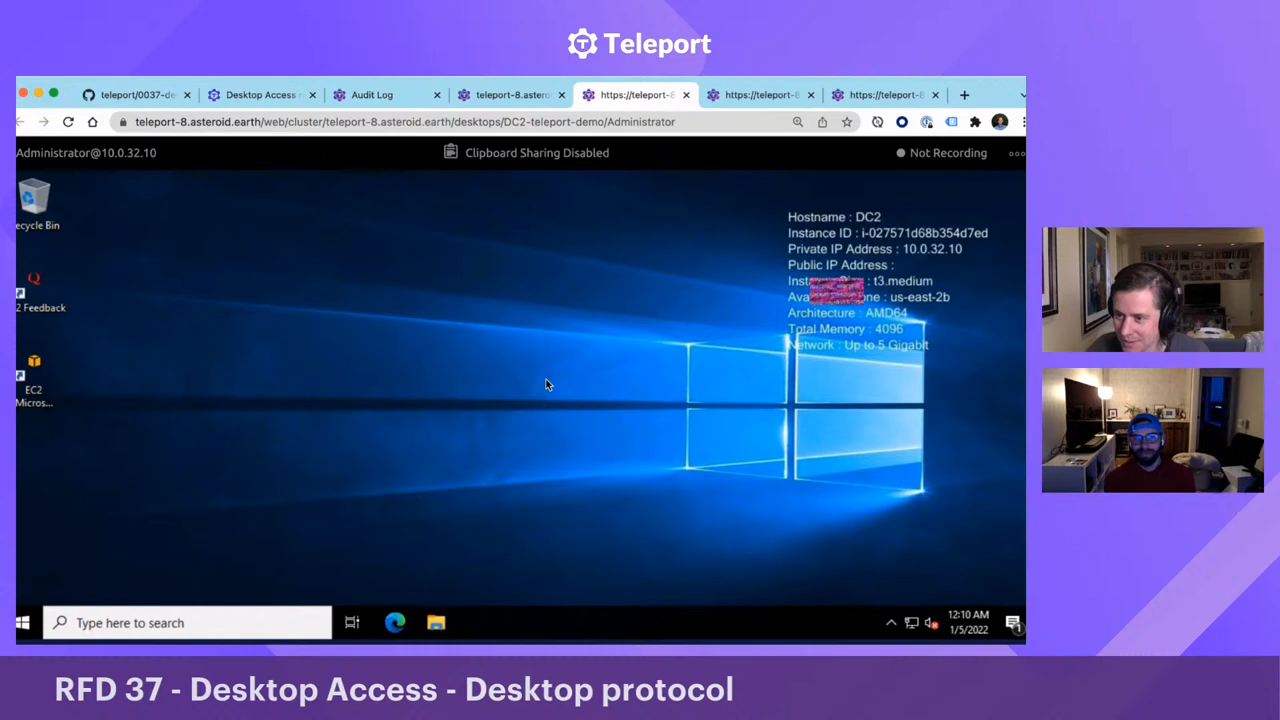 Teleport
teleport/0037-de
Desktop Access
Audit Log
teleport-8.astero
https://teleport-8
https://teleport-8
https://teleport-8
teleport-8.asteroid.earth/web/cluster/teleport-8.asteroid.earth/desktops/DC2-teleport-demo/Administrator
Administrator@10.0.32.10
Clipboard Sharing Disabled
Not Recording
ecycle Bin
2 Feedback
EC2
Micros...
Hostname : DC2
Instance ID : i-027571d68b354d7ed
Private IP Address : 10.0.32.10
Public IP Address :
: t3.medium
: us-east-2b
Architecture : AMD64
Total Memory : 4096
Network : Up to 5 Gigabit
Type here to search
12:10 AM
1/5/2022
1
RFD 37 - Desktop Access - Desktop protocol